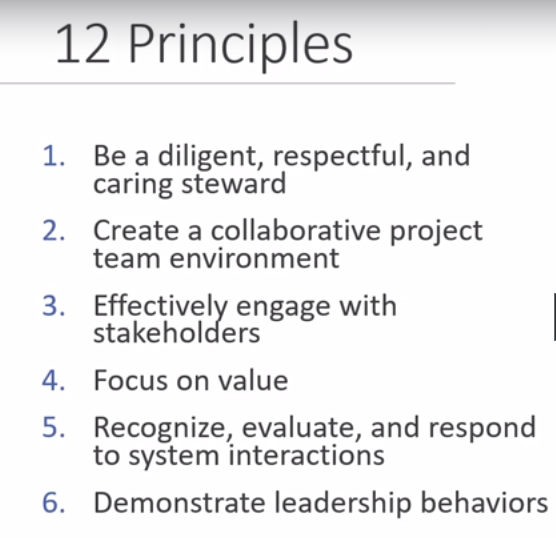 12 Principles
1. Be a diligent, respectful, and
caring steward
2. Create a collaborative project
team environment
3. Effectively engage with
stakeholders
4. Focus on value
5. Recognize, evaluate, and respond
to system interactions
6. Demonstrate leadership behaviors